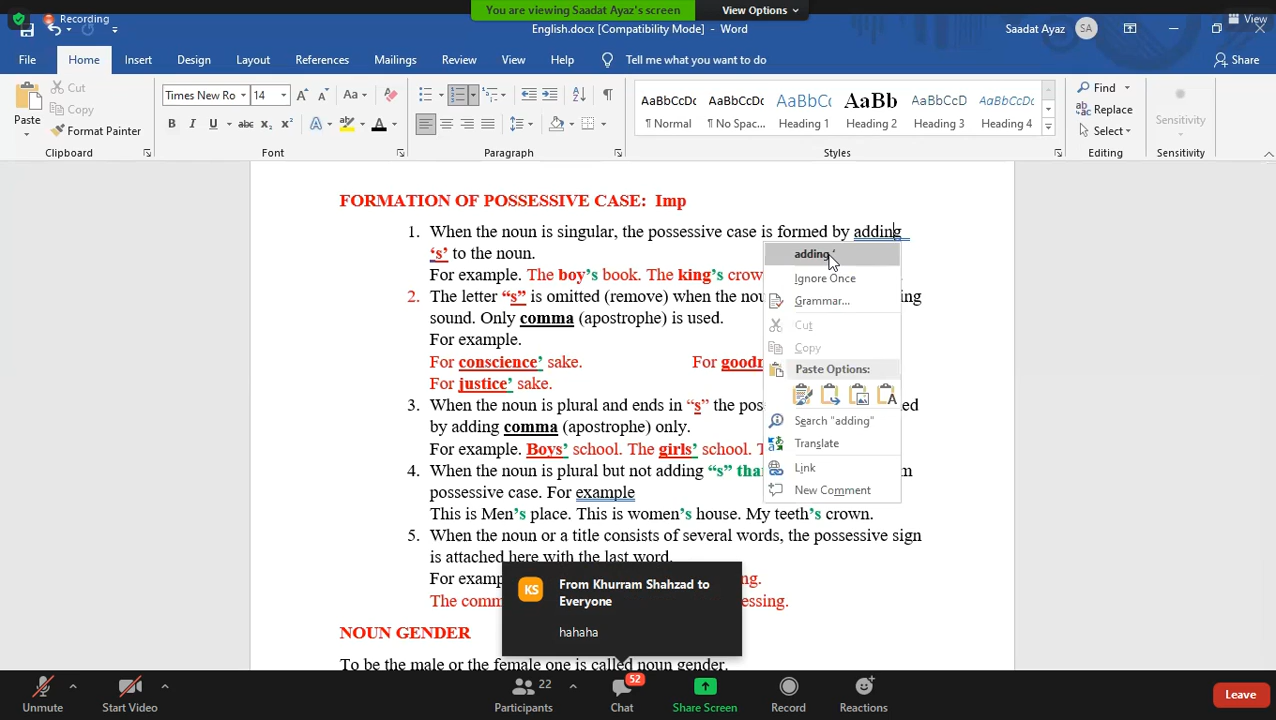 You are viewing Saadat Ayaz's screen
View Options
Recording
View
English.docx [Compatibility Mode] - Word
Saadat Ayaz
SA
File
Home
Insert
Design
Layout
References
Mailings
Review
View
Help
Tell me what you want to do
Share
Paste
Cut
Copy
Format Painter
Clipboard
Times New Ro
14
Font
Paragraph
AaBbCcDc
¶ Normal
AaBbCcDc
¶ No Spac...
AaBbCc
Heading 1
AaBb
Heading 2
AaBbCcD
Heading 3
AaBbCcD
Heading 4
Styles
Find
Replace
Select
Editing
Sensitivity
Sensitivity
FORMATION OF POSSESSIVE CASE: Imp
1. When the noun is singular, the possessive case is formed by adding
‘s’ to the noun.
For example. The boy’s book. The king’s crow
2. The letter “s” is omitted (remove) when the nou ing
sound. Only comma (apostrophe) is used.
For example.
For conscience’ sake. For goodn
For justice’ sake.
3. When the noun is plural and ends in “s” the pos ed
by adding comma (apostrophe) only.
For example. Boys’ school. The girls’ school. T
4. When the noun is plural but not adding “s” than m
possessive case. For example
This is Men’s place. This is women’s house. My teeth’s crown.
5. When the noun or a title consists of several words, the possessive sign
is attached here with the last word.
For examp ng.
The comm essing.
NOUN GENDER
To be the male or the female one is called noun gender.
adding ‘
Ignore Once
Grammar...
Cut
Copy
Paste Options:
Search "adding"
Translate
Link
New Comment
KS
From Khurram Shahzad to
Everyone
hahaha
Unmute
Start Video
22
Participants
52
Chat
Share Screen
Record
Reactions
Leave